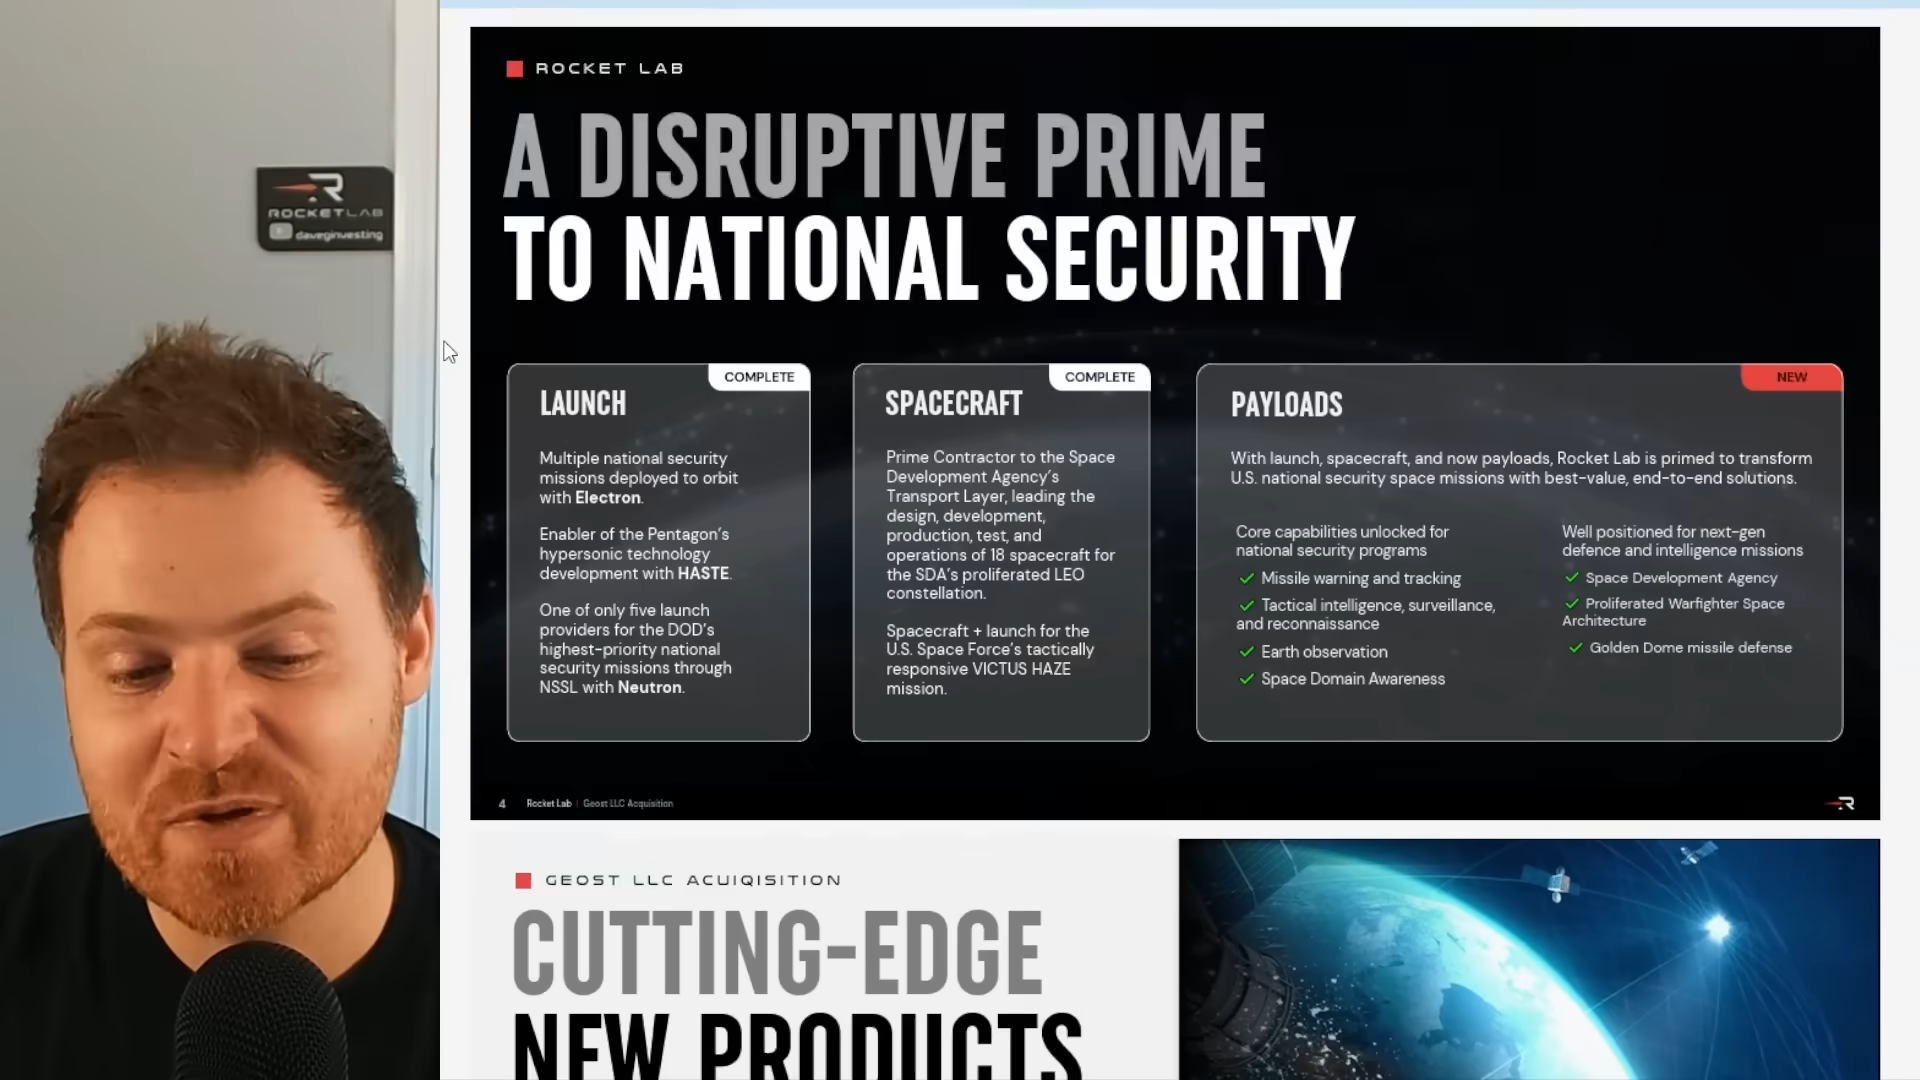 ROCKETLAB
daveginvesting
ROCKET LAB
A DISRUPTIVE PRIME
TO NATIONAL SECURITY
COMPLETE
LAUNCH
Multiple national security
missions deployed to orbit
with Electron.
Enabler of the Pentagon's
hypersonic technology
development with HASTE.
One of only five launch
providers for the DOD's
highest-priority national
security missions through
NSSL with Neutron.
COMPLETE
SPACECRAFT
Prime Contractor to the Space
Development Agency's
Transport Layer, leading the
design, development,
production, test, and
operations of 18 spacecraft for
the SDA's proliferated LEO
constellation.
Spacecraft + launch for the
U.S. Space Force's tactically
responsive VICTUS HAZE
mission.
NEW
PAYLOADS
With launch, spacecraft, and now payloads, Rocket Lab is primed to transform
U.S. national security space missions with best-value, end-to-end solutions.
Core capabilities unlocked for
national security programs
Missile warning and tracking
Tactical intelligence, surveillance,
and reconnaissance
Earth observation
Space Domain Awareness
Well positioned for next-gen
defence and intelligence missions
Space Development Agency
Proliferated Warfighter Space
Architecture
Golden Dome missile defense
4 Rocket Lab | Geost LLC Acquisition
GEOST LLC ACUIQISITION
CUTTING-EDGE
NEW PRODUCTS